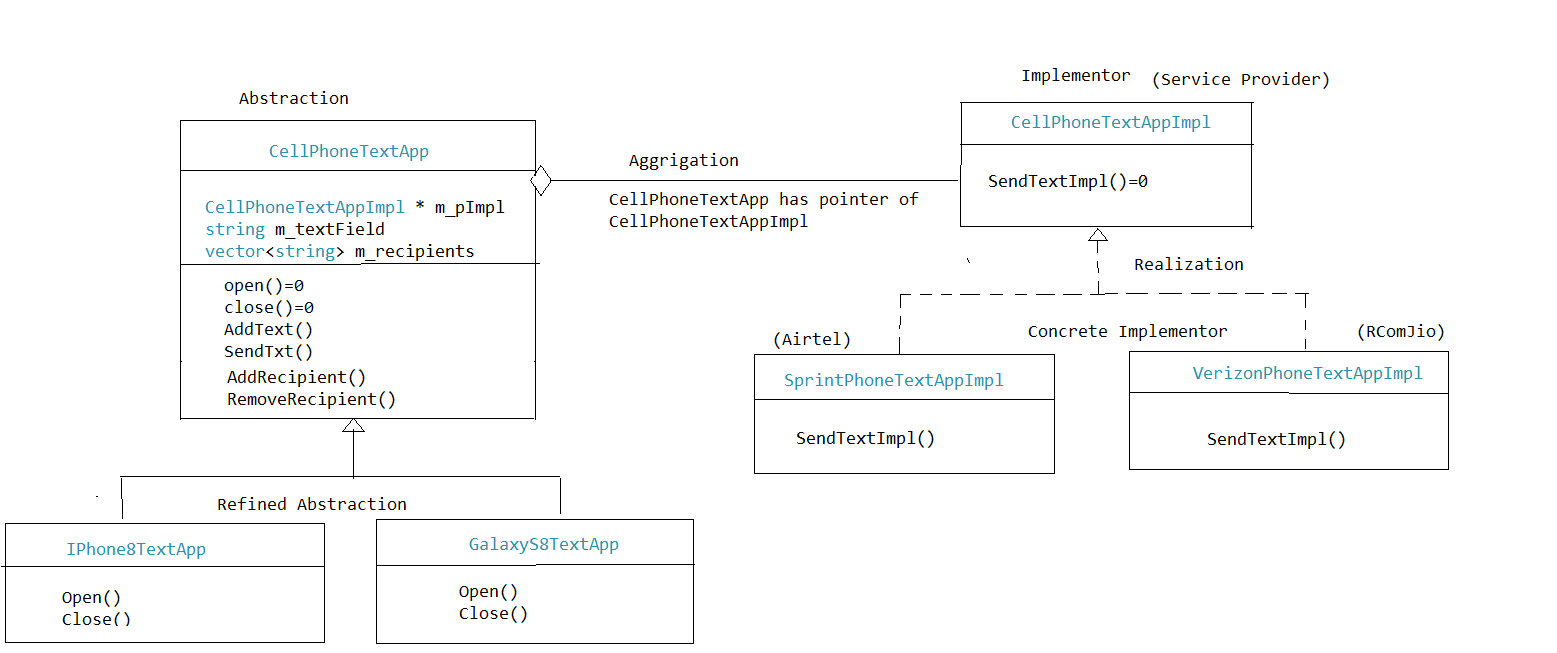 Implementor (Service Provider)
Abstraction
CellPhoneTextAppImpl
CellPhoneTextApp
Aggrigation
SendTextImpl()=0
CellPhoneTextApp has pointer of
CellPhoneTextAppImpl
CellPhoneTextAppImpl * m_pImpl
string m_textField
vector<string> m_recipients
Realization
open()=0
close()=0
AddText()
SendTxt()
AddRecipient()
RemoveRecipient()
Concrete Implementor
(Airtel)
(RComJio)
SprintPhoneTextAppImpl
VerizonPhoneTextAppImpl
SendTextImpl()
SendTextImpl()
Refined Abstraction
IPhone8TextApp
GalaxyS8TextApp
Open()
Close()
Open()
Close()